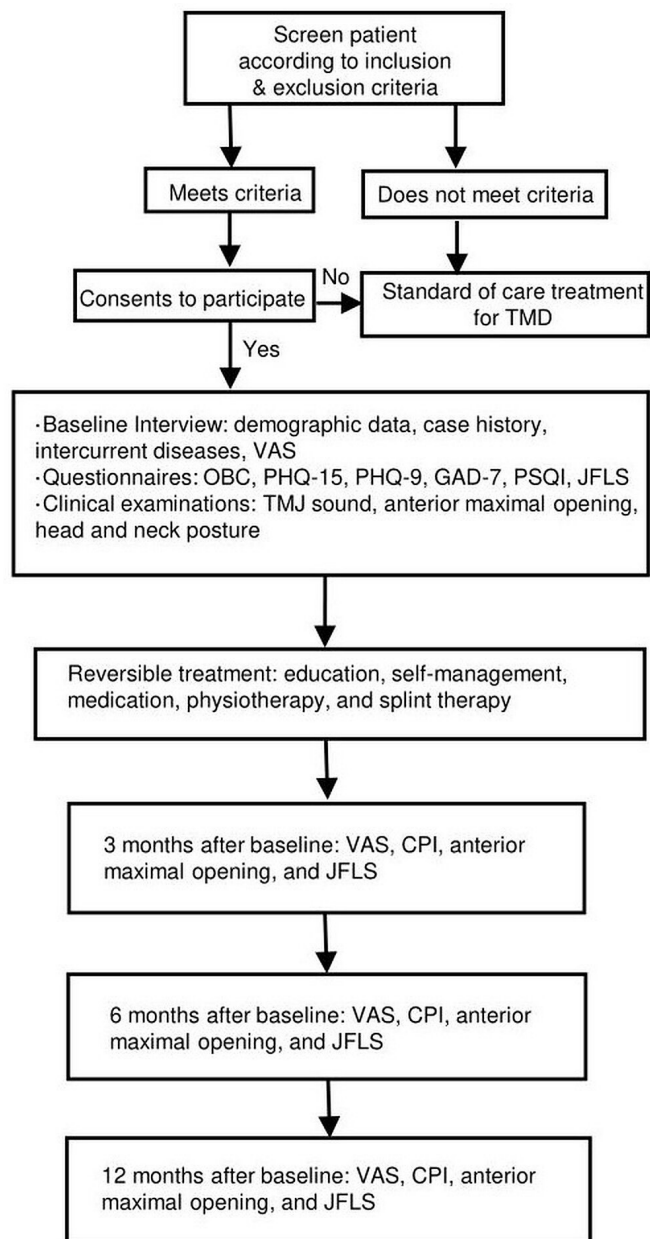 Screen patient
according to inclusion
& exclusion criteria
Meets criteria
Does not meet criteria
Consents to participate
No
Standard of care treatment
for TMD
Yes
·Baseline Interview: demographic data, case history,
intercurrent diseases, VAS
·Questionnaires: OBC, PHQ-15, PHQ-9, GAD-7, PSQI, JFLS
·Clinical examinations: TMJ sound, anterior maximal opening,
head and neck posture
Reversible treatment: education, self-management,
medication, physiotherapy, and splint therapy
3 months after baseline: VAS, CPI, anterior
maximal opening, and JFLS
6 months after baseline: VAS, CPI, anterior
maximal opening, and JFLS
12 months after baseline: VAS, CPI, anterior
maximal opening, and JFLS